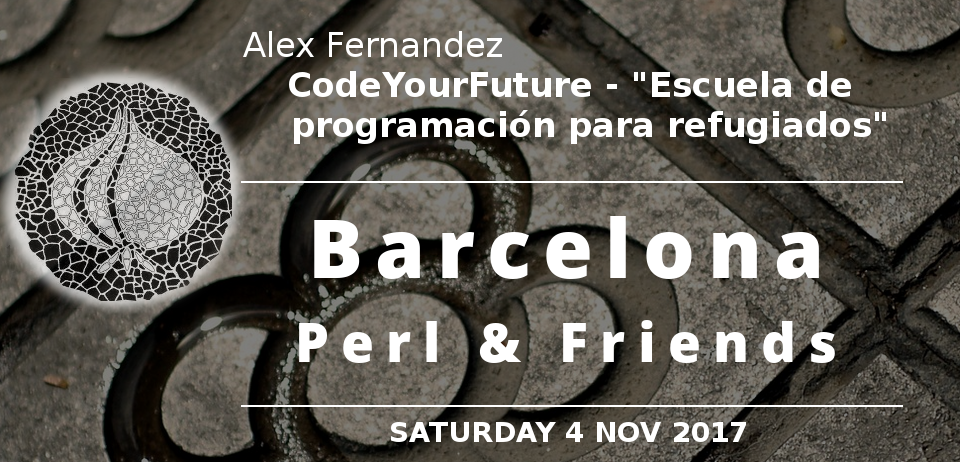 Alex Fernandez
CodeYourFuture - "Escuela de
programación para refugiados"
Barcelona
Perl & Friends
SATURDAY 4 NOV 2017